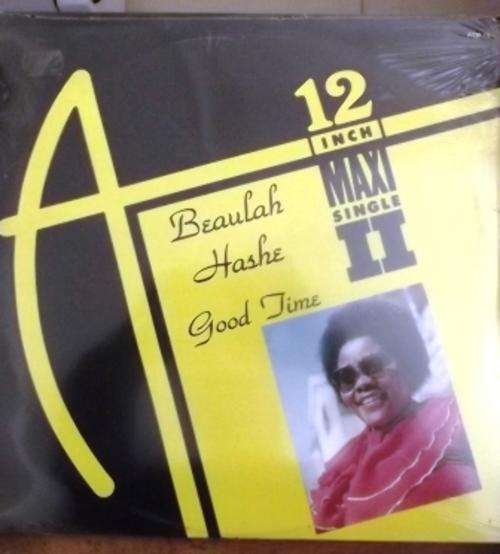 A
12
INCH
MAXI
SINGLE
II
Beaulah
Hashe
Good Time